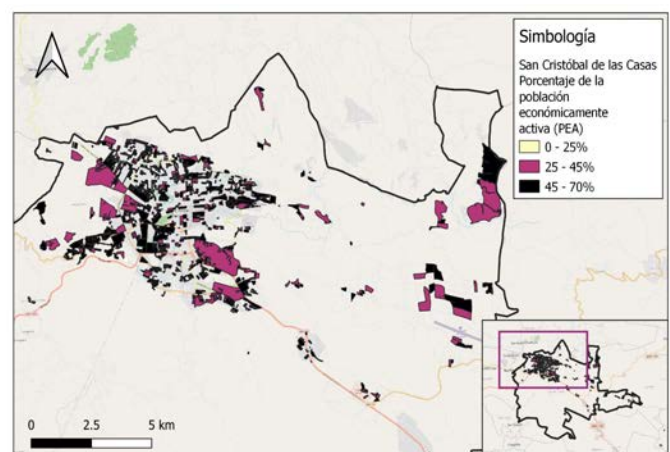 Simbología
San Cristóbal de las Casas
Porcentaje de la
población
económicamente
activa (PEA)
0 - 25%
25 - 45%
45 - 70%
0 2.5 5 km